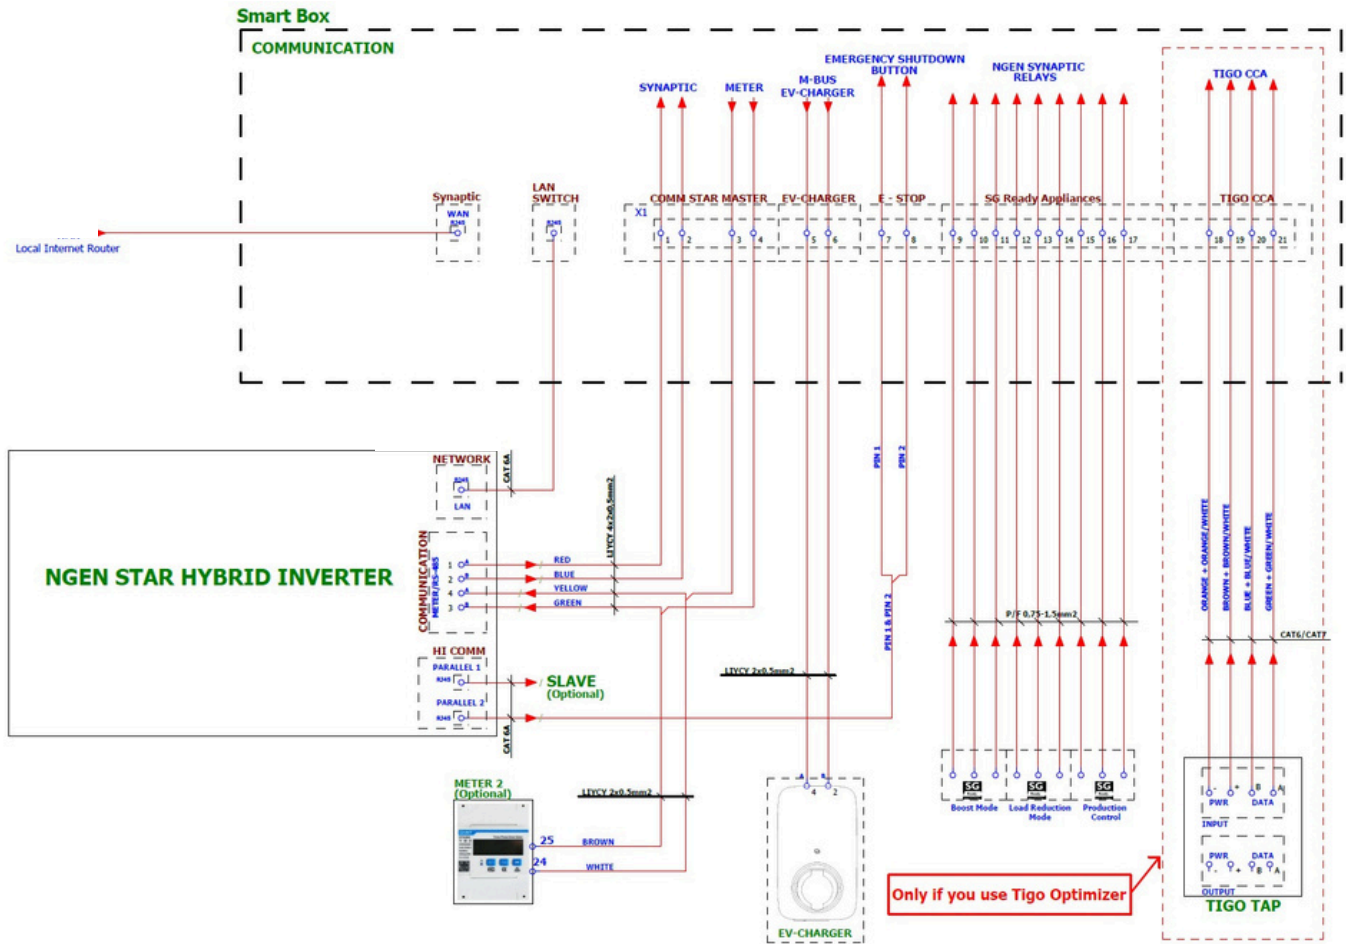 Smart Box
COMMUNICATION
EMERGENCY SHUTDOWN
BUTTON
NGEN SYNAPTIC
RELAYS
TIGO CCA
M-BUS
EV-CHARGER
SYNAPTIC
METER
Synaptic
LAN
SWITCH
COMM STAR MASTER
EV-CHARGER
E - STOP
SG Ready Appliances
TIGO CCA
WAN
RJ45
RJ45
X1
1 2 3 4 5 6 7 8 9 10 11 12 13 14 15 16 17 18 19 20 21
Local Internet Router
NETWORK
RJ45
LAN
CAT 6A
PIN 1
PIN 2
LIYCY 4x2x0,5mm2
ORANGE + ORANGE/WHITE
BROWN + BROWN/WHITE
BLUE + BLUE/WHITE
GREEN + GREEN/WHITE
NGEN STAR HYBRID INVERTER
COMMUNICATION
METER/RS-485
1 A
2 B
4 A
3 B
RED
BLUE
YELLOW
GREEN
PIN 1 & PIN 2
P/F 0.75-1.5mm2
CAT6/CAT7
HI COMM
PARALLEL 1
RJ45
PARALLEL 2
RJ45
SLAVE
(Optional)
CAT 6A
LIYCY 2x0.5mm2
METER 2
(Optional)
LIYCY 2x0.5mm2
25
BROWN
24
WHITE
A B
4 2
EV-CHARGER
SG
Ready
Boost Mode
SG
Ready
Load Reduction
Mode
SG
Ready
Production
Control
- + B A
PWR DATA
INPUT
PWR DATA
- + B A
OUTPUT
TIGO TAP
Only if you use Tigo Optimizer